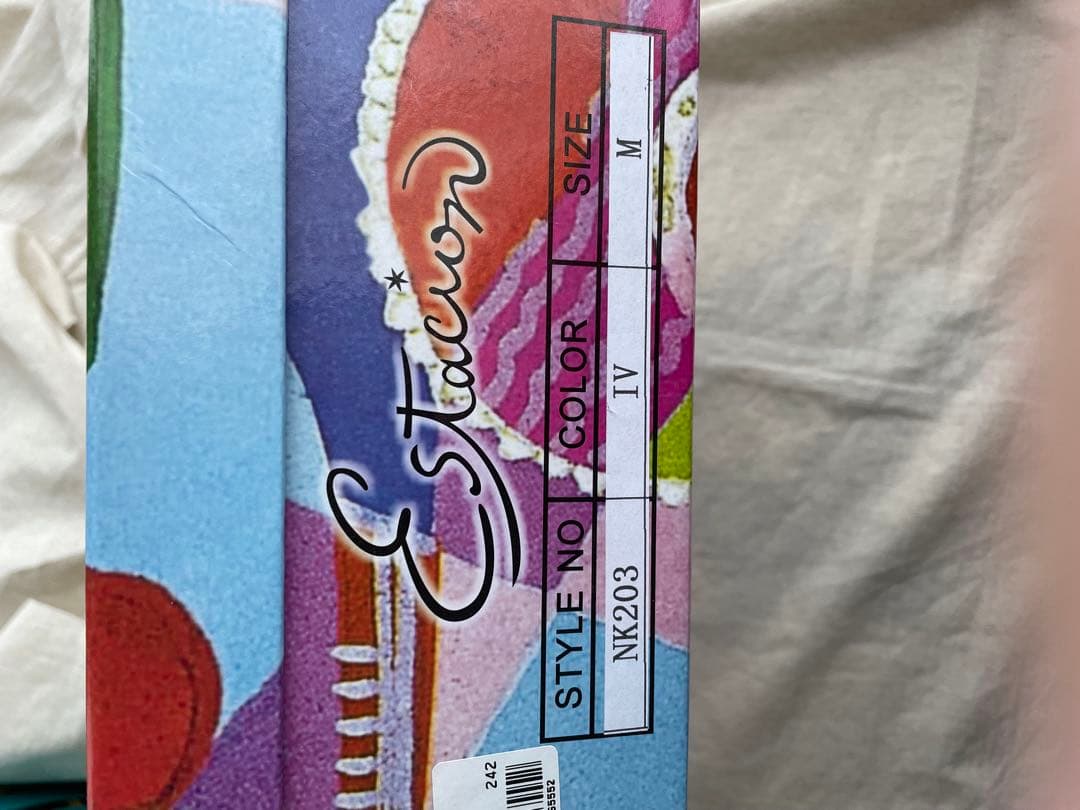 Estacion
STYLE NO COLOR SIZE
NK203 IV M
242